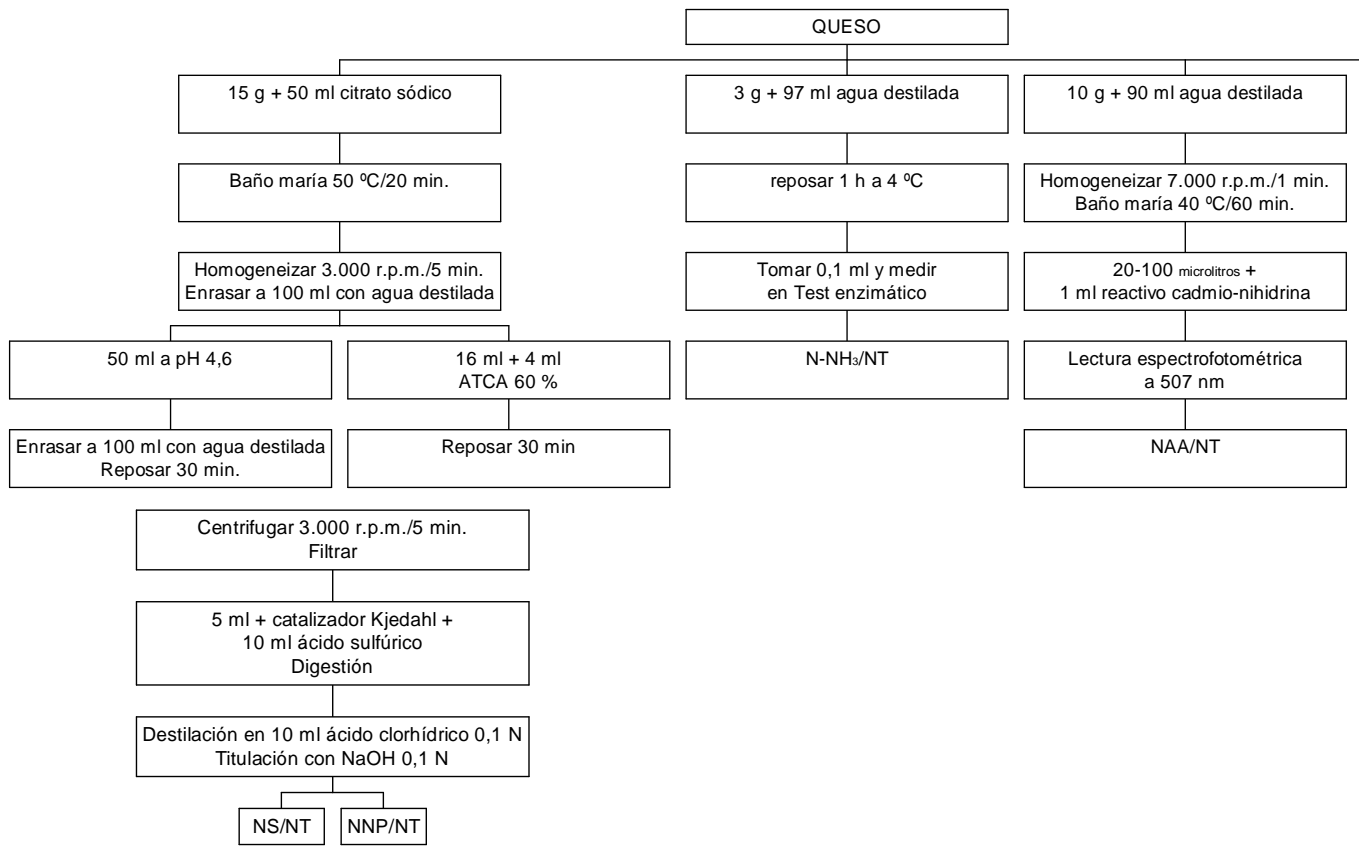 QUESO
15 g + 50 ml citrato sódico
Baño maría 50 ºC/20 min.
Homogeneizar 3.000 r.p.m./5 min.
Enrasar a 100 ml con agua destilada
50 ml a pH 4,6
Enrasar a 100 ml con agua destilada
Reposar 30 min.
16 ml + 4 ml
ATCA 60 %
Reposar 30 min
Centrifugar 3.000 r.p.m./5 min.
Filtrar
5 ml + catalizador Kjedahl +
10 ml ácido sulfúrico
Digestión
Destilación en 10 ml ácido clorhídrico 0,1 N
Titulación con NaOH 0,1 N
NS/NT
NNP/NT
3 g + 97 ml agua destilada
reposar 1 h a 4 ºC
Tomar 0,1 ml y medir
en Test enzimático
N-NH₃/NT
10 g + 90 ml agua destilada
Homogeneizar 7.000 r.p.m./1 min.
Baño maría 40 ºC/60 min.
20-100 microlitros +
1 ml reactivo cadmio-nihidrina
Lectura espectrofotométrica
a 507 nm
NAA/NT